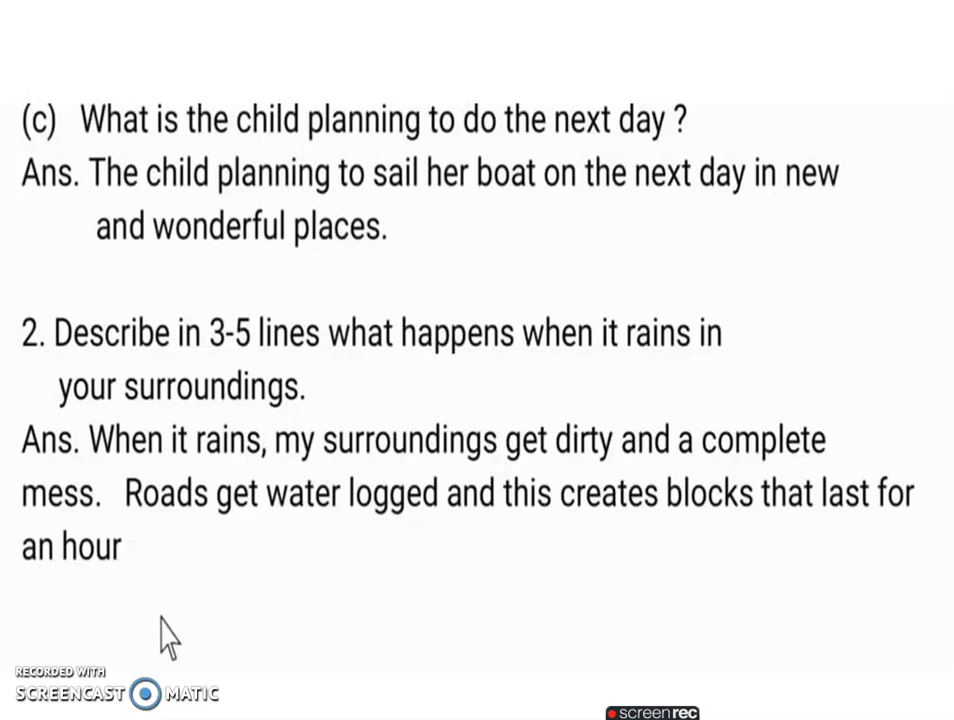 (c) What is the child planning to do the next day ?
Ans. The child planning to sail her boat on the next day in new
and wonderful places.
2. Describe in 3-5 lines what happens when it rains in
your surroundings.
Ans. When it rains, my surroundings get dirty and a complete
mess. Roads get water logged and this creates blocks that last for
an hour
RECORDED WITH
SCREENCAST MATIC
screenrec